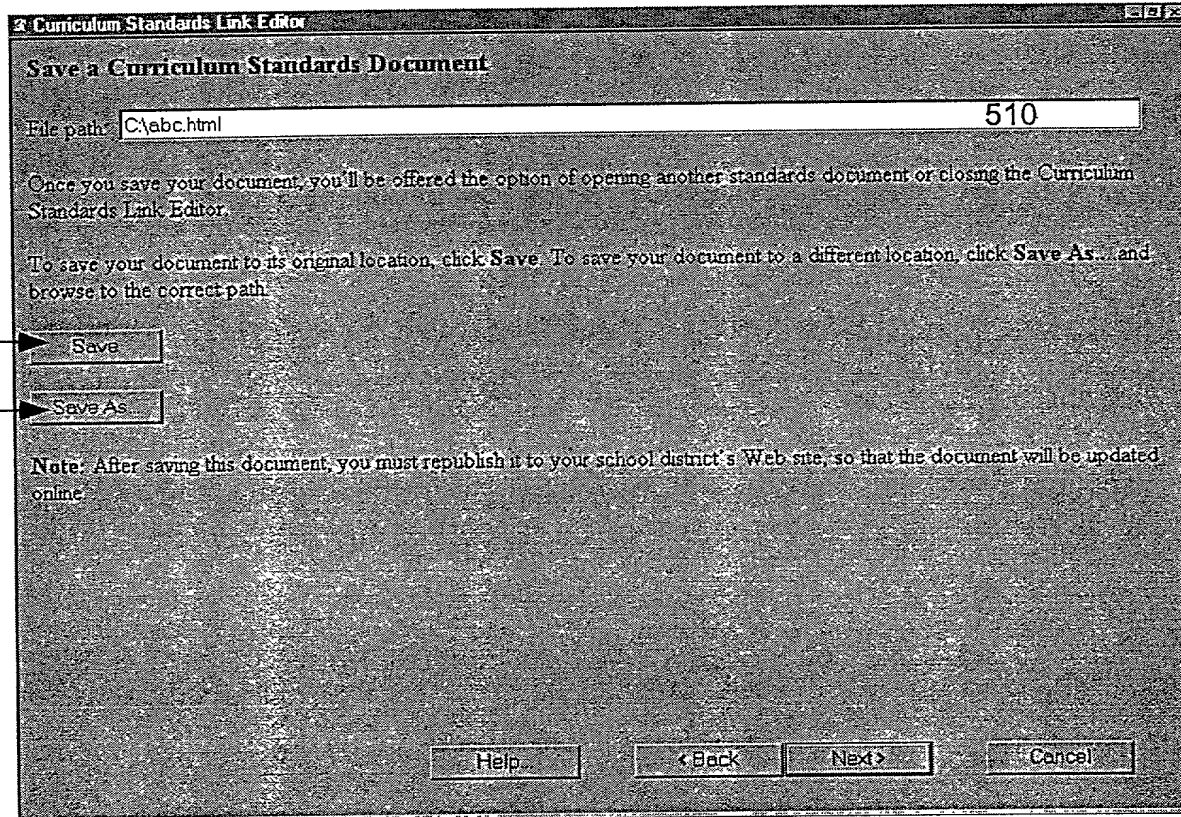 Curriculum Standards Link Editor
Save a Curriculum Standards Document
File path: C:\abc.html 510
Once you save your document, you'll be offered the option of opening another standards document or closing the Curriculum
Standards Link Editor.
To save your document to its original location, click Save. To save your document to a different location, click Save As... and
browse to the correct path.
Save
Save As...
Note: After saving this document, you must republish it to your school district's Web site, so that the document will be updated
online.
Help... < Back Next > Cancel